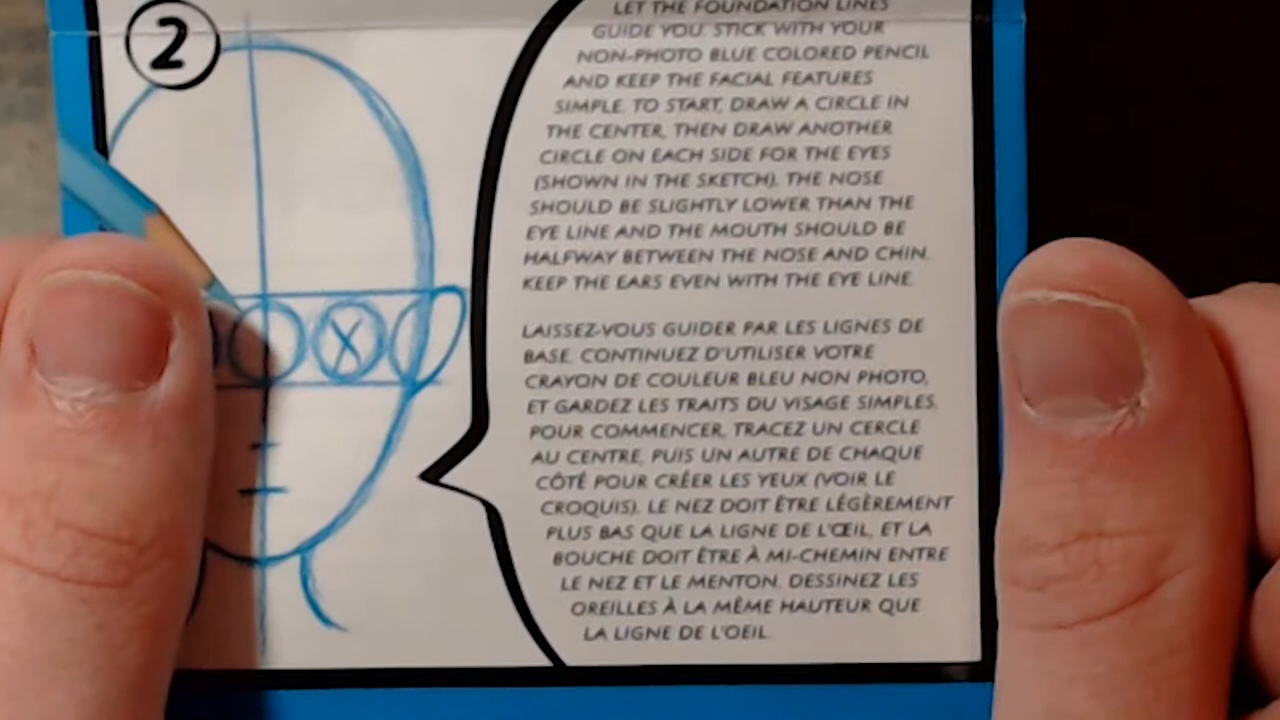 2
LET THE FOUNDATION LINES
GUIDE YOU. STICK WITH YOUR
NON-PHOTO BLUE COLORED PENCIL
AND KEEP THE FACIAL FEATURES
SIMPLE. TO START, DRAW A CIRCLE IN
THE CENTER, THEN DRAW ANOTHER
CIRCLE ON EACH SIDE FOR THE EYES
(SHOWN IN THE SKETCH). THE NOSE
SHOULD BE SLIGHTLY LOWER THAN THE
EYE LINE AND THE MOUTH SHOULD BE
HALFWAY BETWEEN THE NOSE AND CHIN.
KEEP THE EARS EVEN WITH THE EYE LINE.
LAISSEZ-VOUS GUIDER PAR LES LIGNES DE
BASE. CONTINUEZ D'UTILISER VOTRE
CRAYON DE COULEUR BLEU NON PHOTO,
ET GARDEZ LES TRAITS DU VISAGE SIMPLES.
POUR COMMENCER, TRACEZ UN CERCLE
AU CENTRE, PUIS UN AUTRE DE CHAQUE
CÔTÉ POUR CRÉER LES YEUX (VOIR LE
CROQUIS). LE NEZ DOIT ÊTRE LÉGÈREMENT
PLUS BAS QUE LA LIGNE DE L'ŒIL, ET LA
BOUCHE DOIT ÊTRE À MI-CHEMIN ENTRE
LE NEZ ET LE MENTON. DESSINEZ LES
OREILLES À LA MÊME HAUTEUR QUE
LA LIGNE DE L'OEIL.